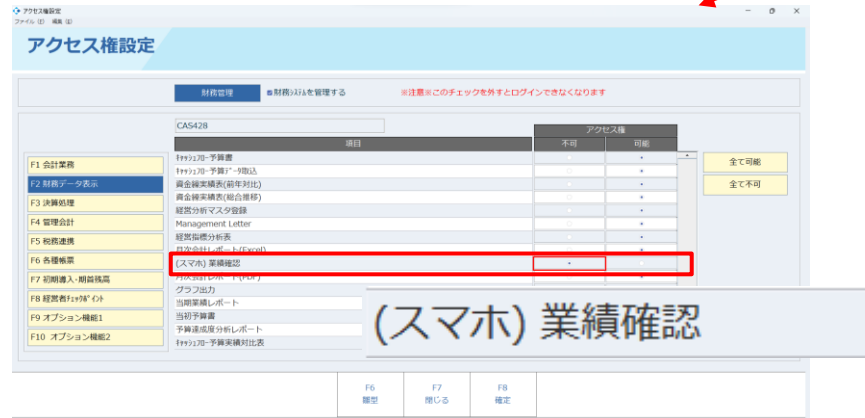 アクセス権設定
ファイル(F) 編集(E)
アクセス権設定
財務管理
財務ｼｽﾃﾑを管理する
※注意※このチェックを外すとログインできなくなります
CAS428
項目
アクセス権
不可 可能
F1 会計業務
F2 財務データ表示
F3 決算処理
F4 管理会計
F5 税務連携
F6 各種帳票
F7 初期導入・期首残高
F8 経営者ﾁｪｯｸﾎﾟｲﾝﾄ
F9 オプション機能1
F10 オプション機能2
ｷｬｯｼｭﾌﾛｰ予算書
ｷｬｯｼｭﾌﾛｰ予算ﾃﾞｰﾀ取込
資金繰実績表(前年対比)
資金繰実績表(総合推移)
経営分析マスタ登録
Management Letter
経営指標分析表
月次会計レポート(Excel)
(スマホ) 業績確認
月次会計レポート(PDF)
グラフ出力
当期業績レポート
当初予算書
予算達成度分析レポート
ｷｬｯｼｭﾌﾛｰ予算実績対比表
全て可能
全て不可
(スマホ) 業績確認
F6
雛型
F7
閉じる
F8
確定